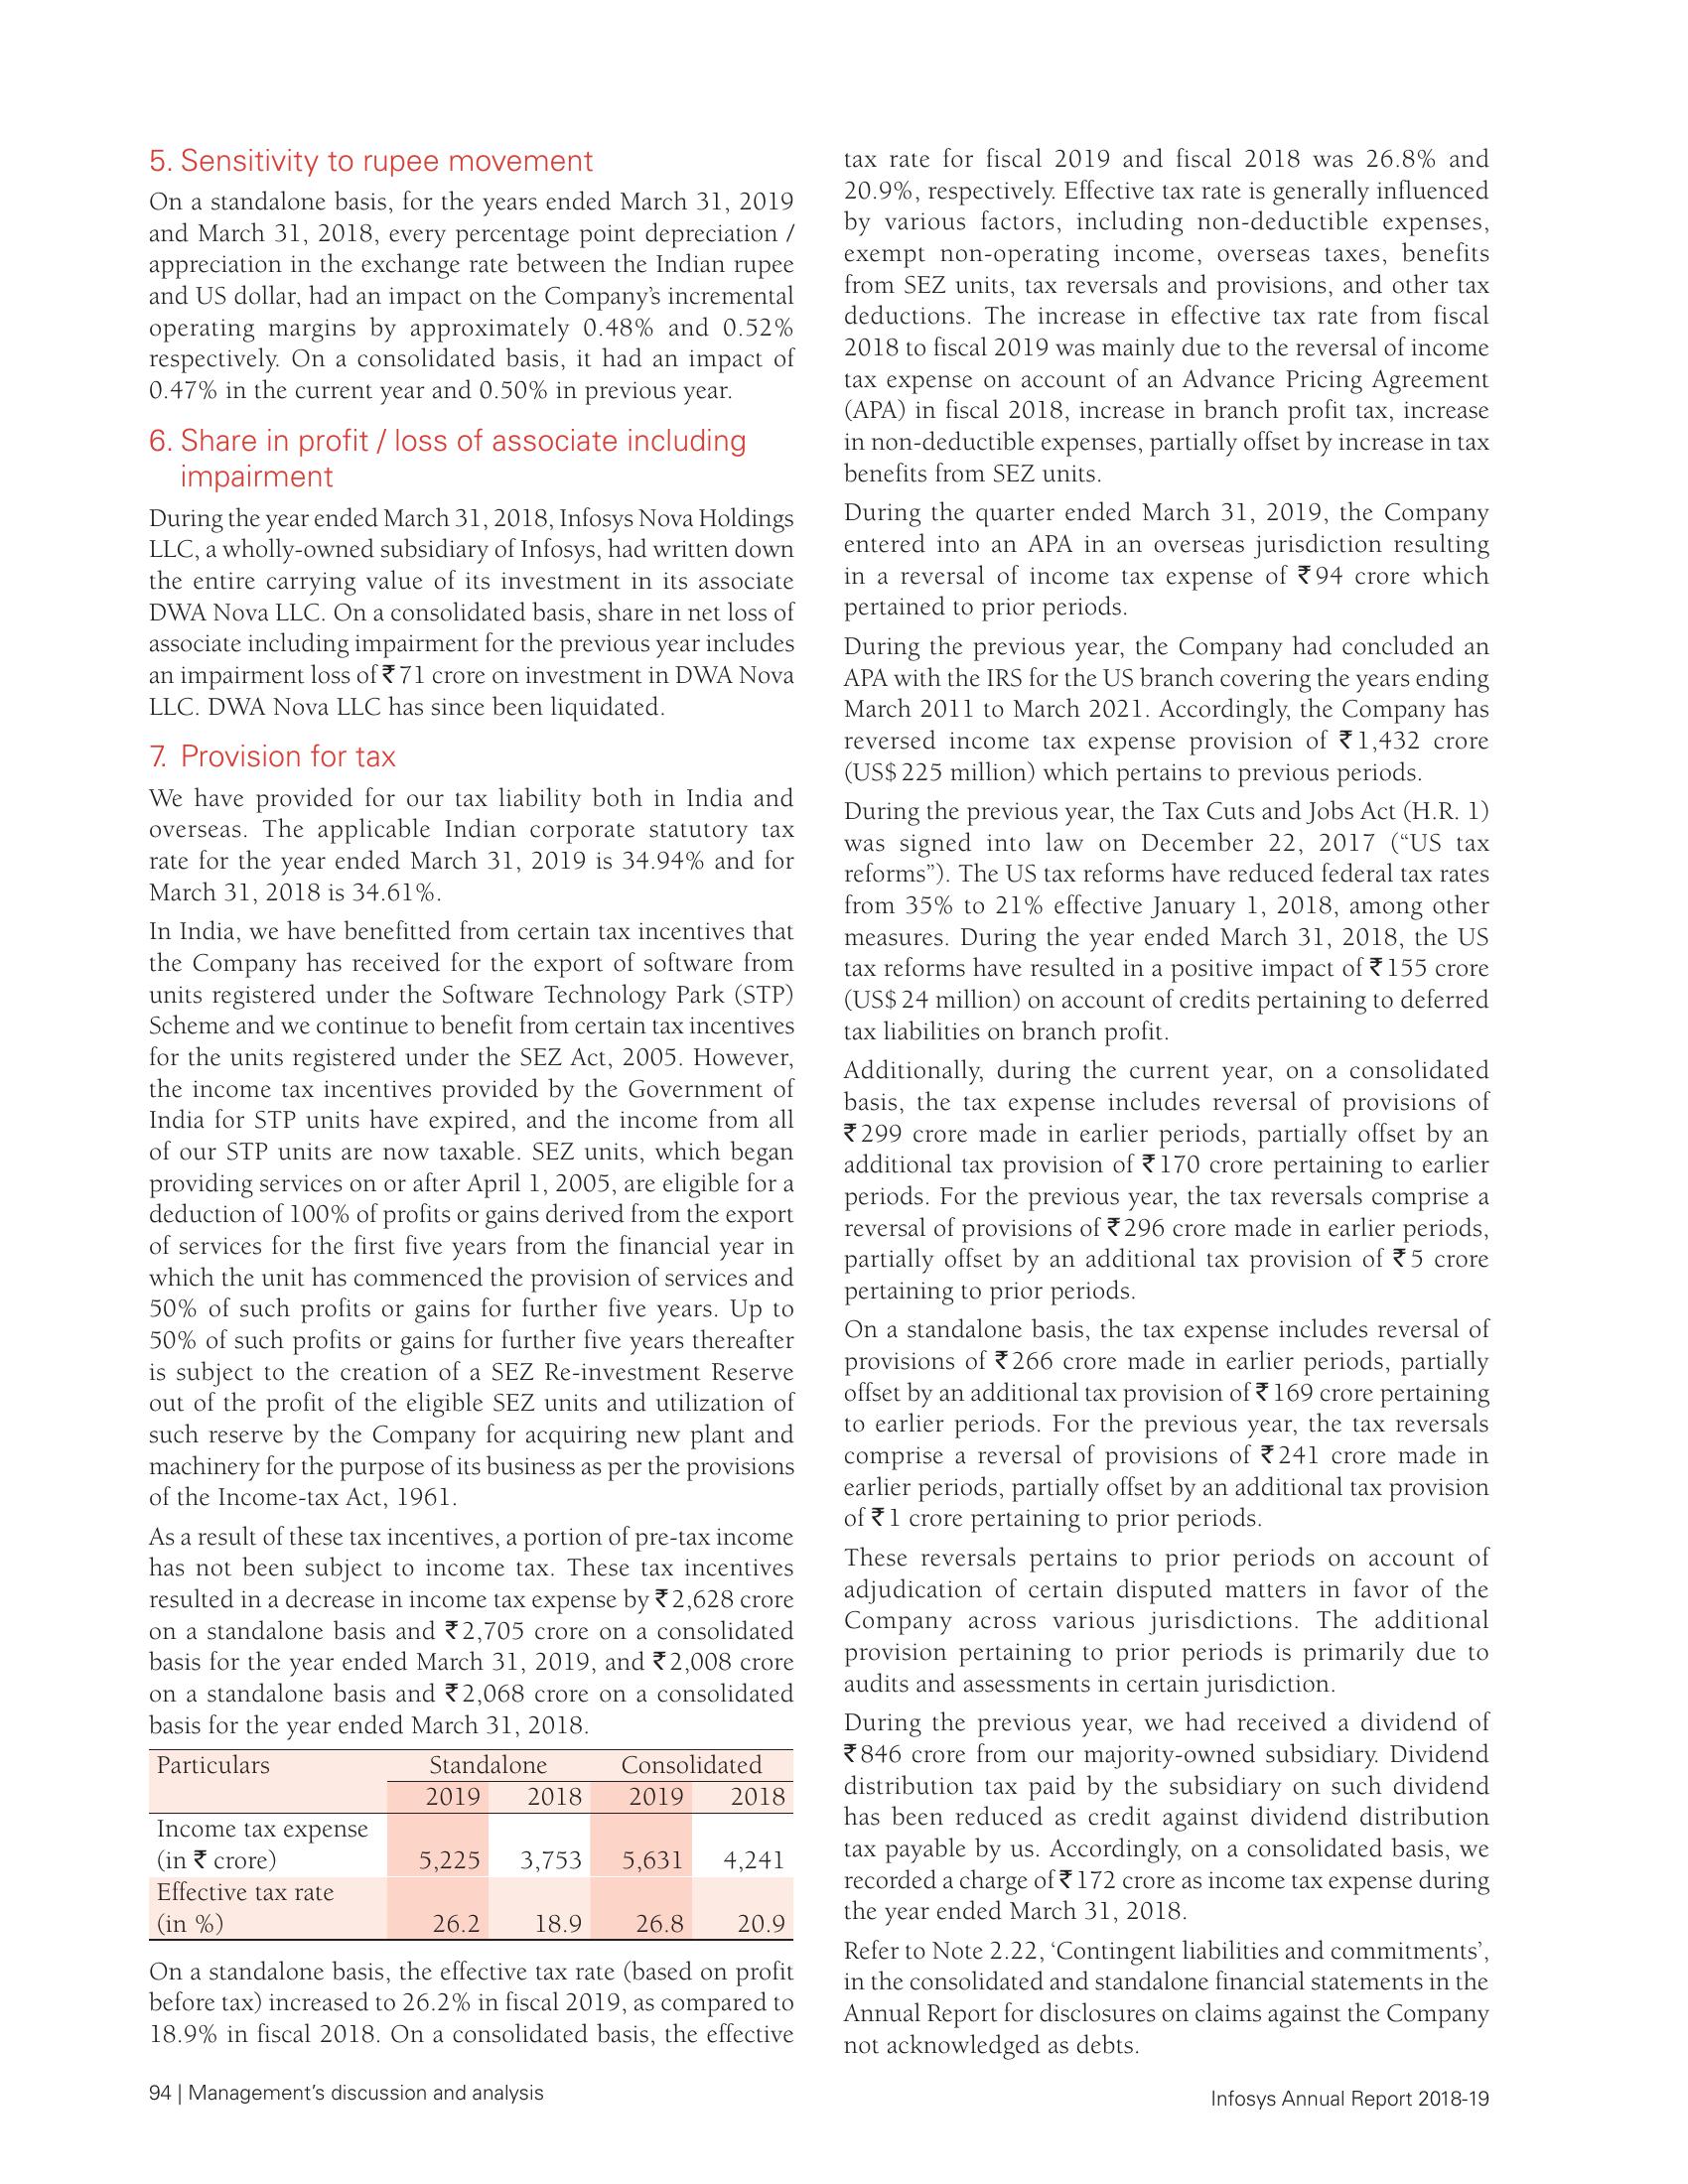 5. Sensitivity to rupee movement
On a standalone basis, for the years ended March 31, 2019
and March 31, 2018, every percentage point depreciation /
appreciation in the exchange rate between the Indian rupee
and US dollar, had an impact on the Company’s incremental
operating margins by approximately 0.48% and 0.52%
respectively. On a consolidated basis, it had an impact of
0.47% in the current year and 0.50% in previous year.
6. Share in profit / loss of associate including
impairment
During the year ended March 31, 2018, Infosys Nova Holdings
LLC, a wholly-owned subsidiary of Infosys, had written down
the entire carrying value of its investment in its associate
DWA Nova LLC. On a consolidated basis, share in net loss of
associate including impairment for the previous year includes
an impairment loss of ₹71 crore on investment in DWA Nova
LLC. DWA Nova LLC has since been liquidated.
7. Provision for tax
We have provided for our tax liability both in India and
overseas. The applicable Indian corporate statutory tax
rate for the year ended March 31, 2019 is 34.94% and for
March 31, 2018 is 34.61%.
In India, we have benefitted from certain tax incentives that
the Company has received for the export of software from
units registered under the Software Technology Park (STP)
Scheme and we continue to benefit from certain tax incentives
for the units registered under the SEZ Act, 2005. However,
the income tax incentives provided by the Government of
India for STP units have expired, and the income from all
of our STP units are now taxable. SEZ units, which began
providing services on or after April 1, 2005, are eligible for a
deduction of 100% of profits or gains derived from the export
of services for the first five years from the financial year in
which the unit has commenced the provision of services and
50% of such profits or gains for further five years. Up to
50% of such profits or gains for further five years thereafter
is subject to the creation of a SEZ Re-investment Reserve
out of the profit of the eligible SEZ units and utilization of
such reserve by the Company for acquiring new plant and
machinery for the purpose of its business as per the provisions
of the Income-tax Act, 1961.
As a result of these tax incentives, a portion of pre-tax income
has not been subject to income tax. These tax incentives
resulted in a decrease in income tax expense by ₹2,628 crore
on a standalone basis and ₹2,705 crore on a consolidated
basis for the year ended March 31, 2019, and ₹2,008 crore
on a standalone basis and ₹2,068 crore on a consolidated
basis for the year ended March 31, 2018.
Particulars Standalone Consolidated
2019 2018 2019 2018
Income tax expense
(in ₹ crore) 5,225 3,753 5,631 4,241
Effective tax rate
(in %) 26.2 18.9 26.8 20.9
On a standalone basis, the effective tax rate (based on profit
before tax) increased to 26.2% in fiscal 2019, as compared to
18.9% in fiscal 2018. On a consolidated basis, the effective
tax rate for fiscal 2019 and fiscal 2018 was 26.8% and
20.9%, respectively. Effective tax rate is generally influenced
by various factors, including non-deductible expenses,
exempt non-operating income, overseas taxes, benefits
from SEZ units, tax reversals and provisions, and other tax
deductions. The increase in effective tax rate from fiscal
2018 to fiscal 2019 was mainly due to the reversal of income
tax expense on account of an Advance Pricing Agreement
(APA) in fiscal 2018, increase in branch profit tax, increase
in non-deductible expenses, partially offset by increase in tax
benefits from SEZ units.
During the quarter ended March 31, 2019, the Company
entered into an APA in an overseas jurisdiction resulting
in a reversal of income tax expense of ₹94 crore which
pertained to prior periods.
During the previous year, the Company had concluded an
APA with the IRS for the US branch covering the years ending
March 2011 to March 2021. Accordingly, the Company has
reversed income tax expense provision of ₹1,432 crore
(US$ 225 million) which pertains to previous periods.
During the previous year, the Tax Cuts and Jobs Act (H.R. 1)
was signed into law on December 22, 2017 (“US tax
reforms”). The US tax reforms have reduced federal tax rates
from 35% to 21% effective January 1, 2018, among other
measures. During the year ended March 31, 2018, the US
tax reforms have resulted in a positive impact of ₹155 crore
(US$ 24 million) on account of credits pertaining to deferred
tax liabilities on branch profit.
Additionally, during the current year, on a consolidated
basis, the tax expense includes reversal of provisions of
₹299 crore made in earlier periods, partially offset by an
additional tax provision of ₹170 crore pertaining to earlier
periods. For the previous year, the tax reversals comprise a
reversal of provisions of ₹296 crore made in earlier periods,
partially offset by an additional tax provision of ₹5 crore
pertaining to prior periods.
On a standalone basis, the tax expense includes reversal of
provisions of ₹266 crore made in earlier periods, partially
offset by an additional tax provision of ₹169 crore pertaining
to earlier periods. For the previous year, the tax reversals
comprise a reversal of provisions of ₹241 crore made in
earlier periods, partially offset by an additional tax provision
of ₹1 crore pertaining to prior periods.
These reversals pertains to prior periods on account of
adjudication of certain disputed matters in favor of the
Company across various jurisdictions. The additional
provision pertaining to prior periods is primarily due to
audits and assessments in certain jurisdiction.
During the previous year, we had received a dividend of
₹846 crore from our majority-owned subsidiary. Dividend
distribution tax paid by the subsidiary on such dividend
has been reduced as credit against dividend distribution
tax payable by us. Accordingly, on a consolidated basis, we
recorded a charge of ₹172 crore as income tax expense during
the year ended March 31, 2018.
Refer to Note 2.22, ‘Contingent liabilities and commitments’,
in the consolidated and standalone financial statements in the
Annual Report for disclosures on claims against the Company
not acknowledged as debts.
94 | Management’s discussion and analysis
Infosys Annual Report 2018-19